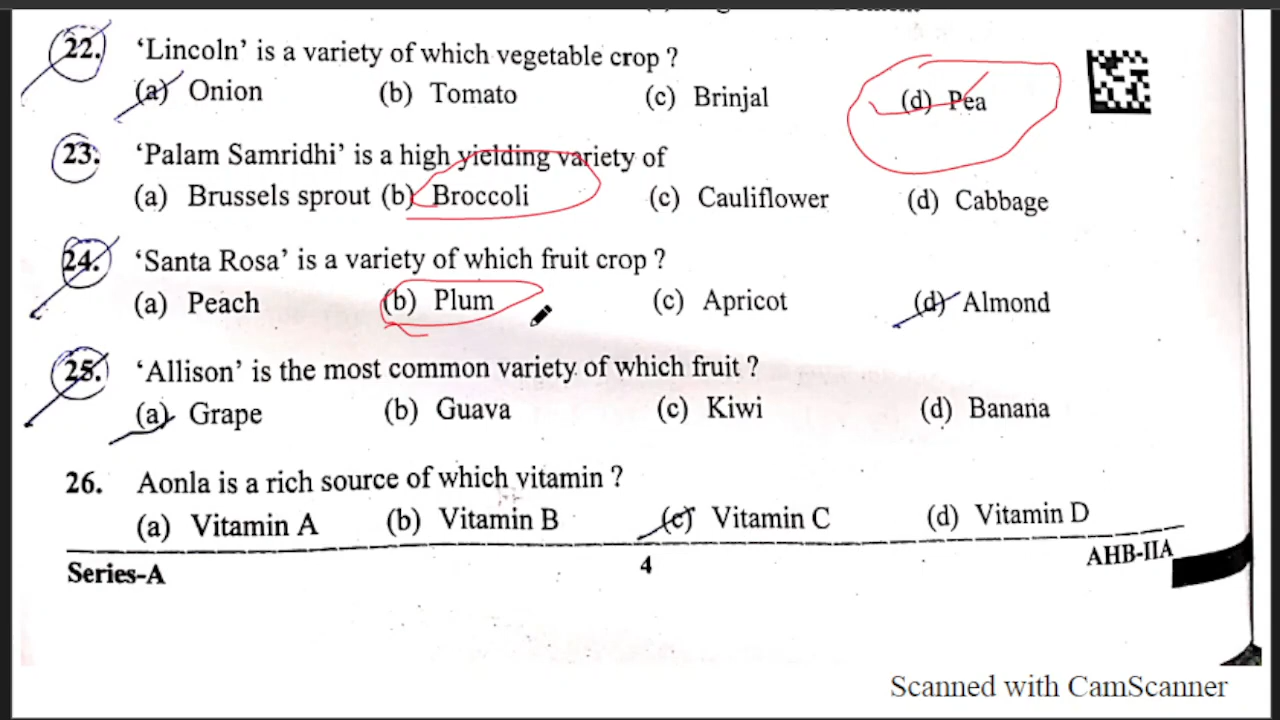 22. ‘Lincoln’ is a variety of which vegetable crop ?
(a) Onion (b) Tomato (c) Brinjal (d) Pea
23. ‘Palam Samridhi’ is a high yielding variety of
(a) Brussels sprout (b) Broccoli (c) Cauliflower (d) Cabbage
24. ‘Santa Rosa’ is a variety of which fruit crop ?
(a) Peach (b) Plum (c) Apricot (d) Almond
25. ‘Allison’ is the most common variety of which fruit ?
(a) Grape (b) Guava (c) Kiwi (d) Banana
26. Aonla is a rich source of which vitamin ?
(a) Vitamin A (b) Vitamin B (c) Vitamin C (d) Vitamin D
Series-A 4 AHB-IIA
Scanned with CamScanner